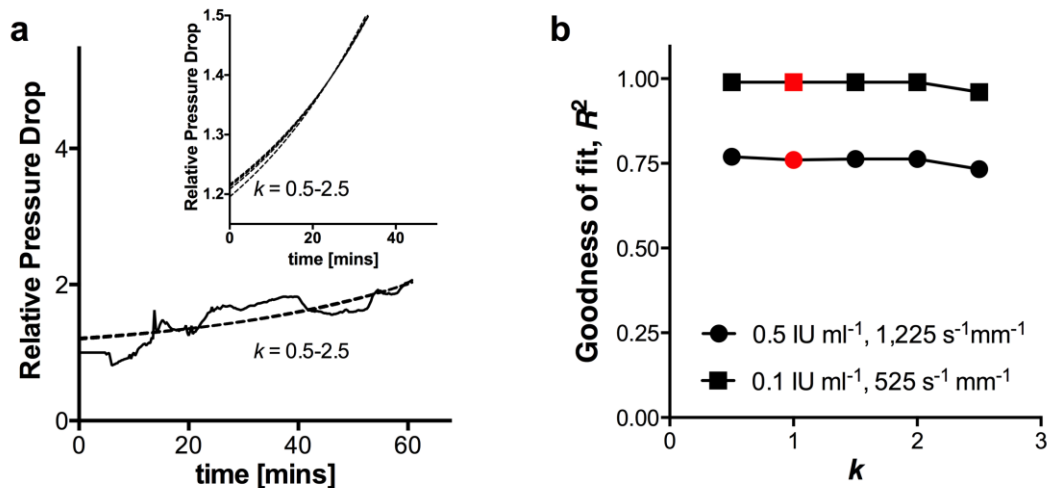 a
Relative Pressure Drop
4
2
0
0
20
40
60
time [mins]
k = 0.5-2.5
Relative Pressure Drop
1.5
1.4
1.3
1.2
0
20
40
time [mins]
k = 0.5-2.5
b
Goodness of fit, R²
1.00
0.75
0.50
0.25
0.00
0
1
2
3
k
0.5 IU ml⁻¹, 1,225 s⁻¹mm⁻¹
0.1 IU ml⁻¹, 525 s⁻¹ mm⁻¹